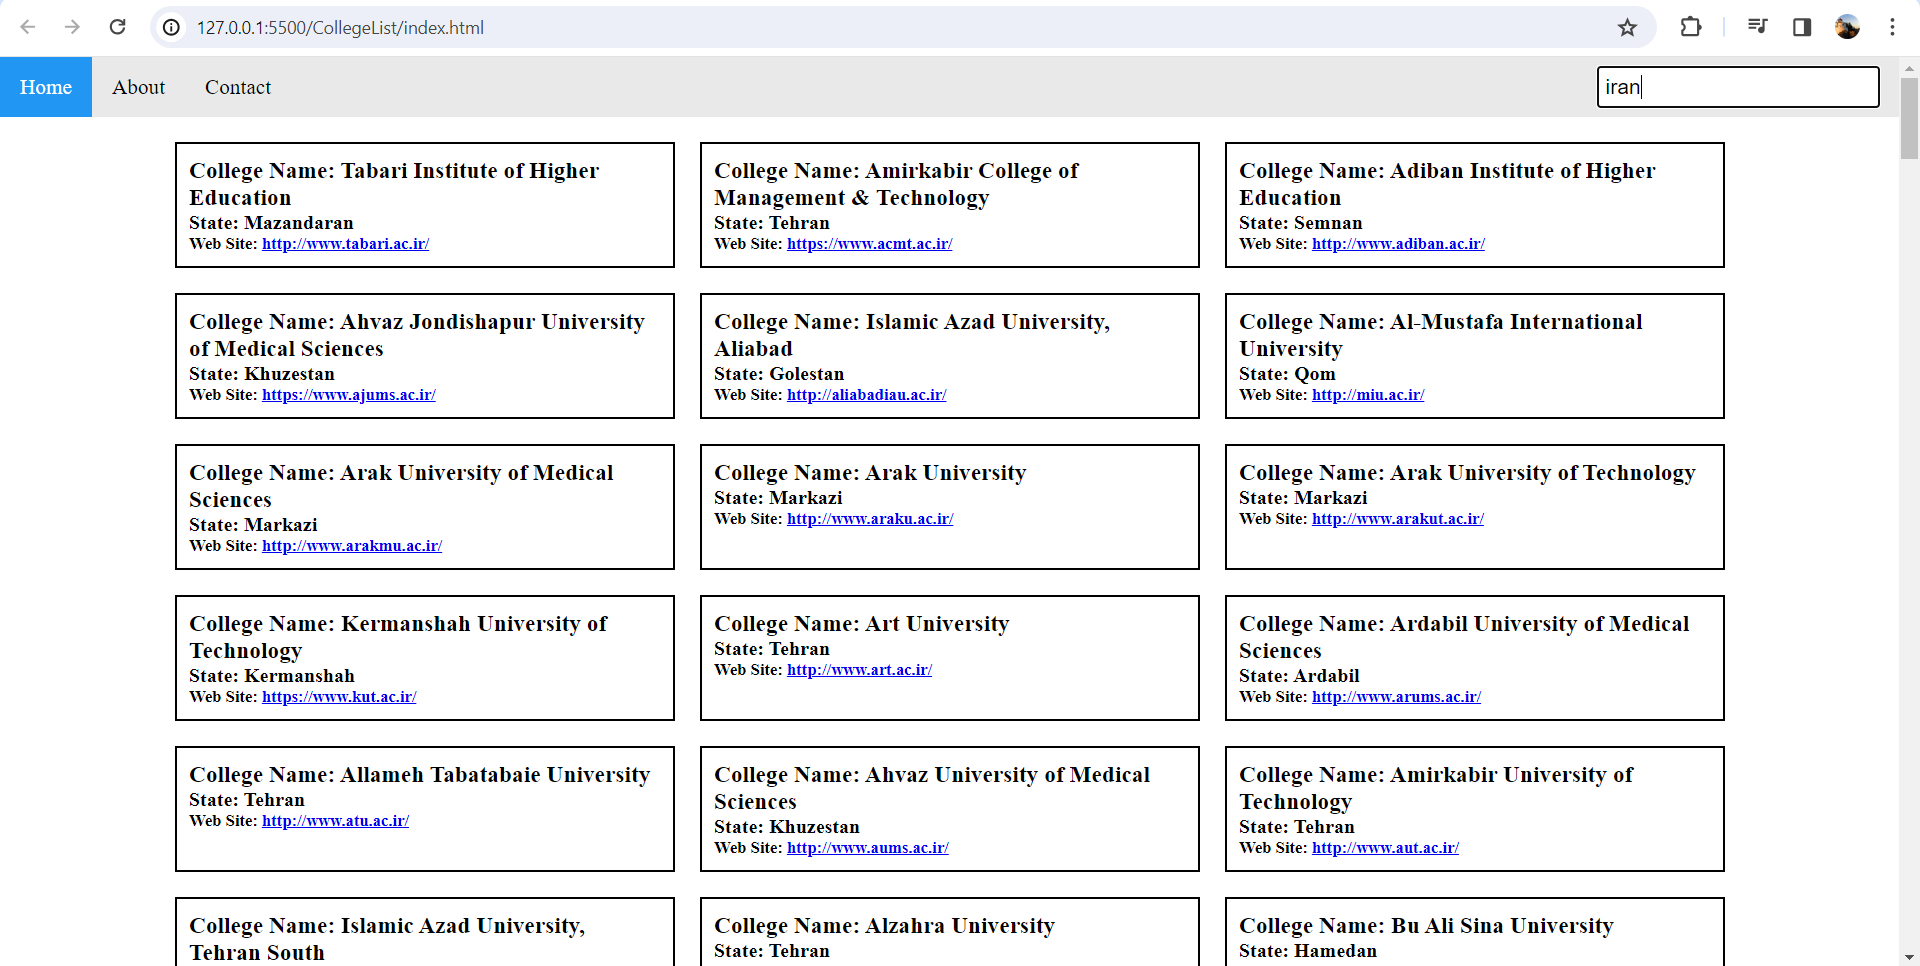 127.0.0.1:5500/CollegeList/index.html
Home About Contact iran
College Name: Tabari Institute of Higher
Education
State: Mazandaran
Web Site: http://www.tabari.ac.ir/
College Name: Amirkabir College of
Management & Technology
State: Tehran
Web Site: https://www.acmt.ac.ir/
College Name: Adiban Institute of Higher
Education
State: Semnan
Web Site: http://www.adiban.ac.ir/
College Name: Ahvaz Jondishapur University
of Medical Sciences
State: Khuzestan
Web Site: https://www.ajums.ac.ir/
College Name: Islamic Azad University,
Aliabad
State: Golestan
Web Site: http://aliabadiau.ac.ir/
College Name: Al-Mustafa International
University
State: Qom
Web Site: http://miu.ac.ir/
College Name: Arak University of Medical
Sciences
State: Markazi
Web Site: http://www.arakmu.ac.ir/
College Name: Arak University
State: Markazi
Web Site: http://www.araku.ac.ir/
College Name: Arak University of Technology
State: Markazi
Web Site: http://www.arakut.ac.ir/
College Name: Kermanshah University of
Technology
State: Kermanshah
Web Site: https://www.kut.ac.ir/
College Name: Art University
State: Tehran
Web Site: http://www.art.ac.ir/
College Name: Ardabil University of Medical
Sciences
State: Ardabil
Web Site: http://www.arums.ac.ir/
College Name: Allameh Tabatabaie University
State: Tehran
Web Site: http://www.atu.ac.ir/
College Name: Ahvaz University of Medical
Sciences
State: Khuzestan
Web Site: http://www.aums.ac.ir/
College Name: Amirkabir University of
Technology
State: Tehran
Web Site: http://www.aut.ac.ir/
College Name: Islamic Azad University,
Tehran South
College Name: Alzahra University
State: Tehran
College Name: Bu Ali Sina University
State: Hamedan